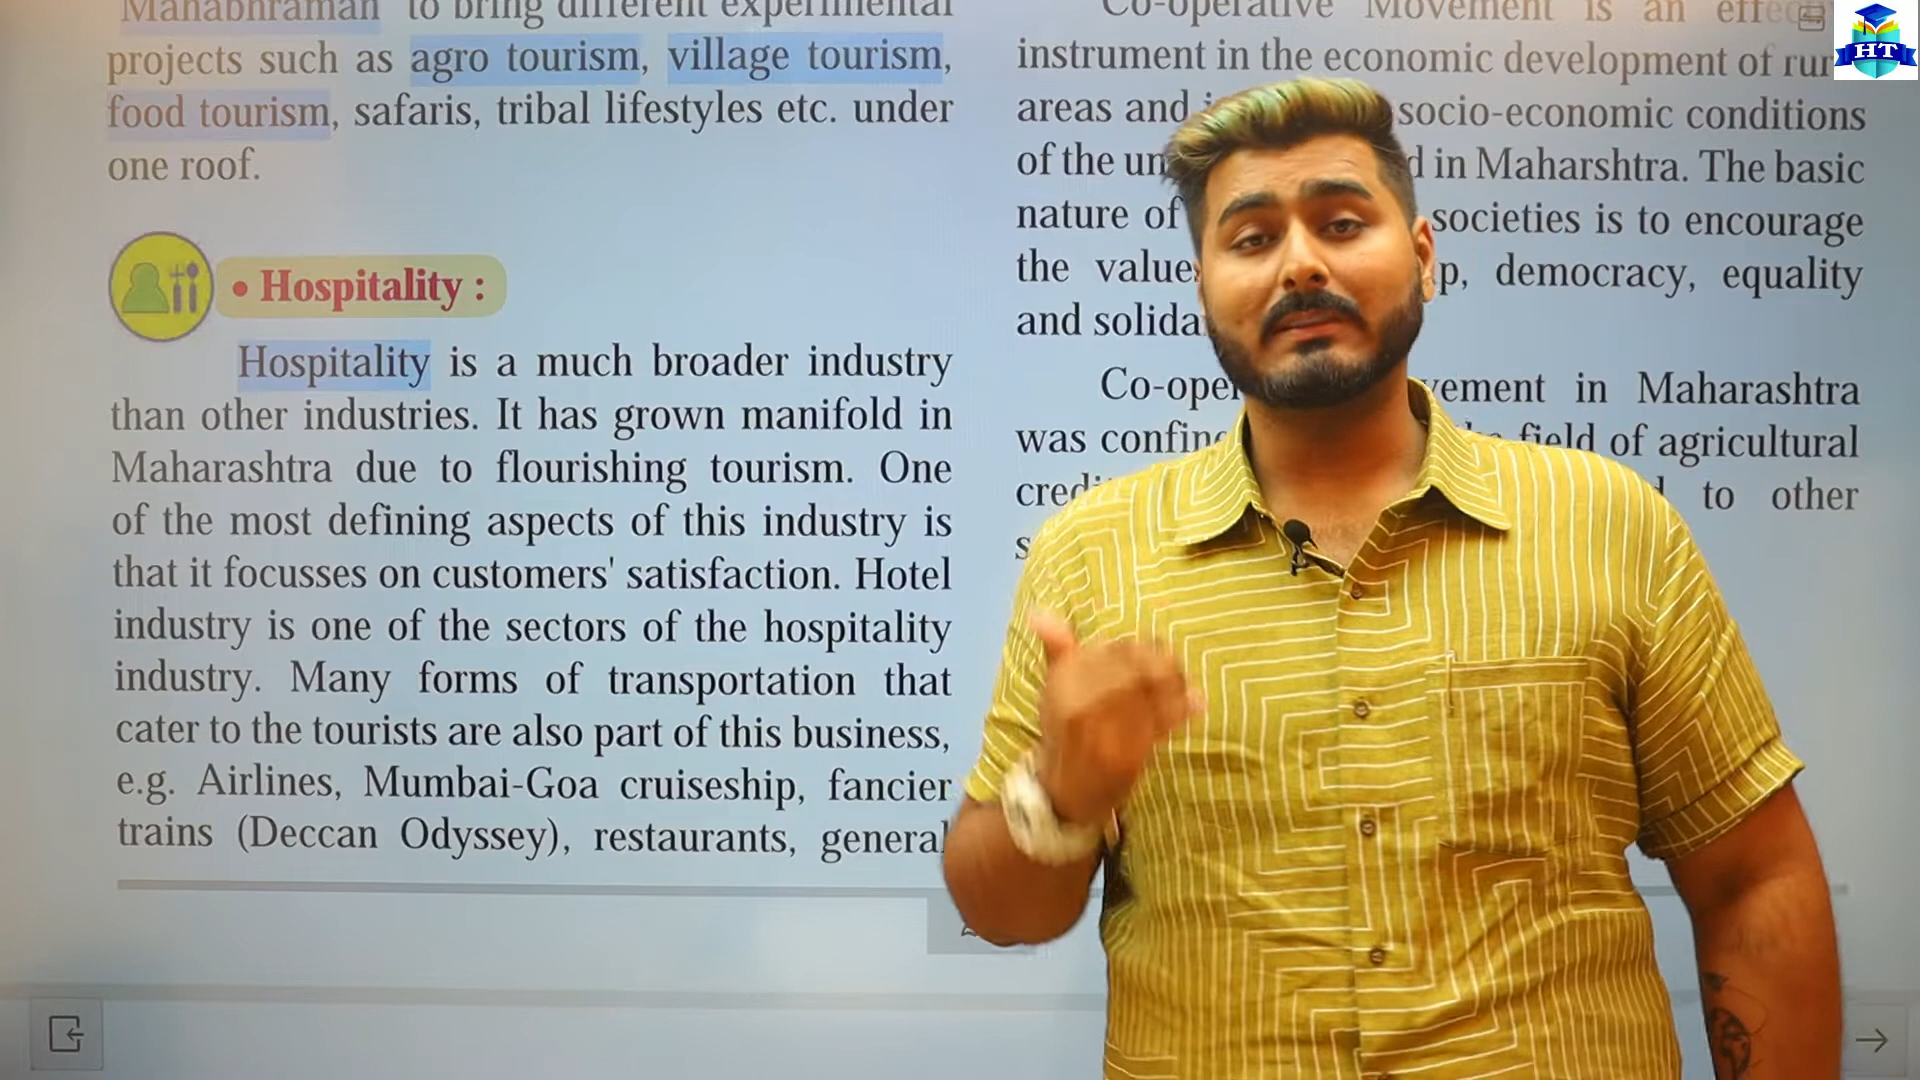 Mahabhraman to bring different experimental
projects such as agro tourism, village tourism,
food tourism, safaris, tribal lifestyles etc. under
one roof.
• Hospitality :
Hospitality is a much broader industry
than other industries. It has grown manifold in
Maharashtra due to flourishing tourism. One
of the most defining aspects of this industry is
that it focusses on customers' satisfaction. Hotel
industry is one of the sectors of the hospitality
industry. Many forms of transportation that
cater to the tourists are also part of this business,
e.g. Airlines, Mumbai-Goa cruiseship, fancier
trains (Deccan Odyssey), restaurants, general
Co-operative Movement is an
instrument in the economic development of
areas and socio-economic conditions
of the in Maharshtra. The basic
nature of societies is to encourage
the democracy, equality
and
in Maharashtra
was field of agricultural
to other
HT